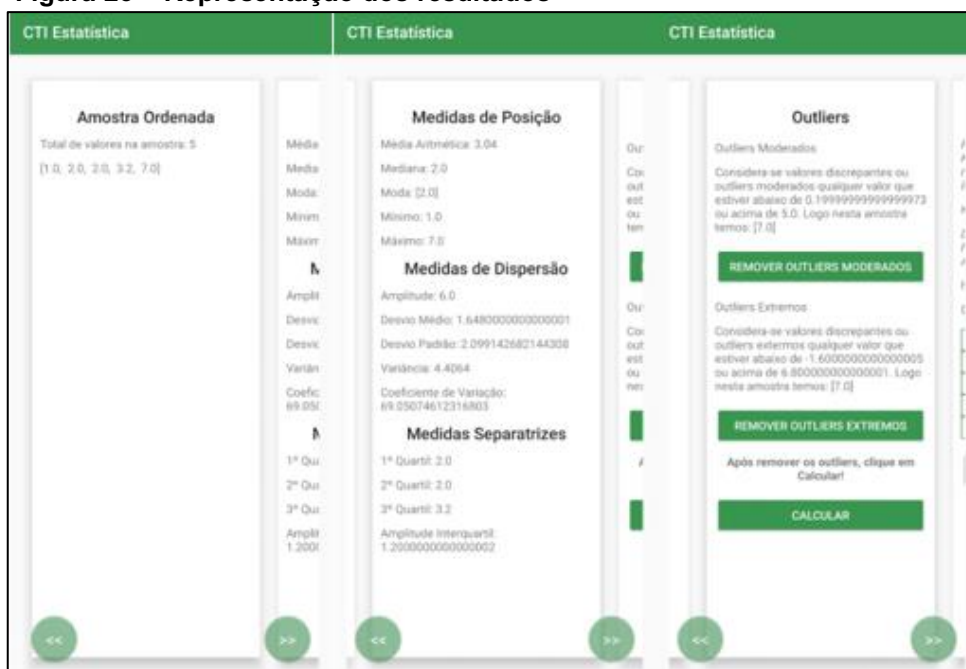 CTI Estatística
Amostra Ordenada
Total de valores na amostra: 5
[1.0, 2.0, 2.0, 3.2, 7.0]
<<
>>
CTI Estatística
Medidas de Posição
Média Aritmética: 3.04
Mediana: 2.0
Moda: [2.0]
Mínimo: 1.0
Máximo: 7.0
Medidas de Dispersão
Amplitude: 6.0
Desvio Médio: 1.6480000000000001
Desvio Padrão: 2.099142682144308
Variância: 4.4064
Coeficiente de Variação:
69.05074612316803
Medidas Separatrizes
1º Quartil: 2.0
2º Quartil: 2.0
3º Quartil: 3.2
Amplitude Interquartil:
1.2000000000000002
<<
>>
CTI Estatística
Outliers
Outliers Moderados
Considera-se valores discrepantes ou
outliers moderados qualquer valor que
estiver abaixo de 0.19999999999999973
ou acima de 5.0. Logo nesta amostra
temos: [7.0]
REMOVER OUTLIERS MODERADOS
Outliers Extremos
Considera-se valores discrepantes ou
outliers extermos qualquer valor que
estiver abaixo de -1.6000000000000005
ou acima de 6.800000000000001. Logo
nesta amostra temos: [7.0]
REMOVER OUTLIERS EXTREMOS
Após remover os outliers, clique em
Calcular!
CALCULAR
<<
>>